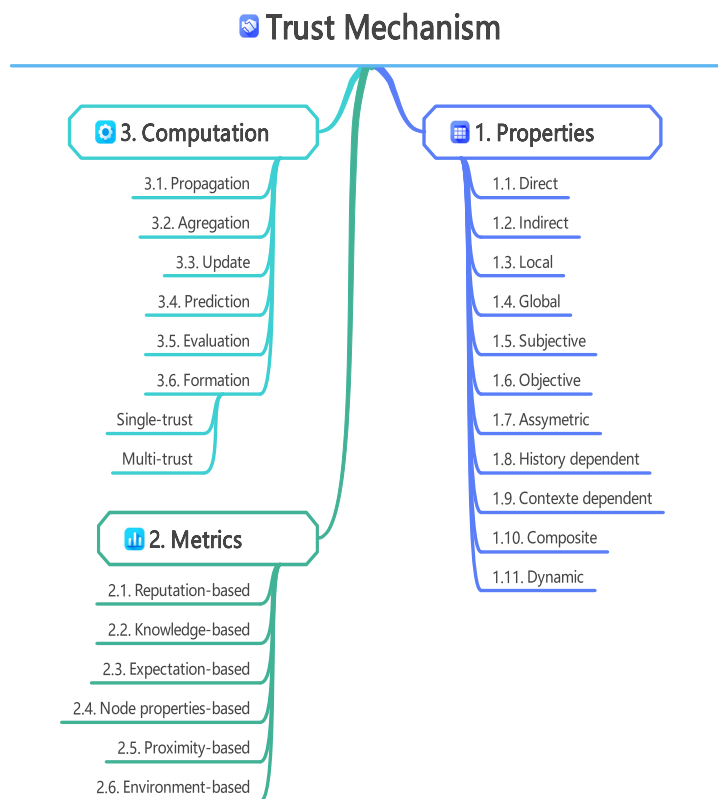 Trust Mechanism
1. Properties
1.1. Direct
1.2. Indirect
1.3. Local
1.4. Global
1.5. Subjective
1.6. Objective
1.7. Assymetric
1.8. History dependent
1.9. Contexte dependent
1.10. Composite
1.11. Dynamic
3. Computation
3.1. Propagation
3.2. Agregation
3.3. Update
3.4. Prediction
3.5. Evaluation
3.6. Formation
Single-trust
Multi-trust
2. Metrics
2.1. Reputation-based
2.2. Knowledge-based
2.3. Expectation-based
2.4. Node properties-based
2.5. Proximity-based
2.6. Environment-based